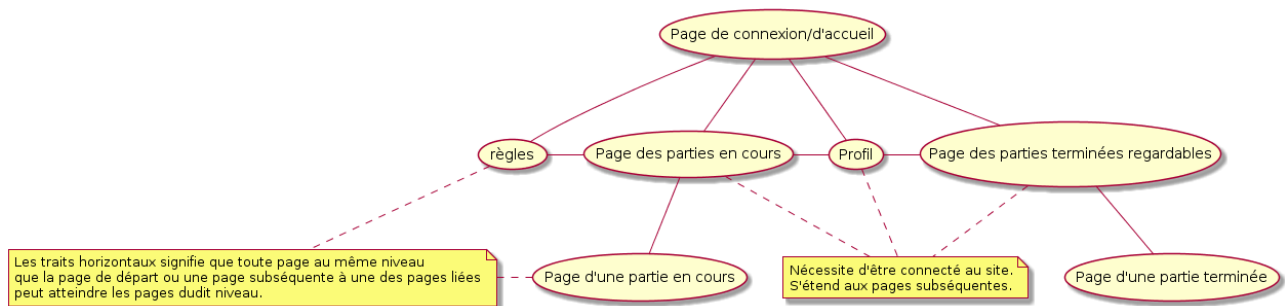 Page de connexion/d'accueil
règles
Page des parties en cours
Profil
Page des parties terminées regardables
Les traits horizontaux signifie que toute page au même niveau
que la page de départ ou une page subséquente à une des pages liées
peut atteindre les pages dudit niveau.
Page d'une partie en cours
Nécessite d'être connecté au site.
S'étend aux pages subséquentes.
Page d'une partie terminée